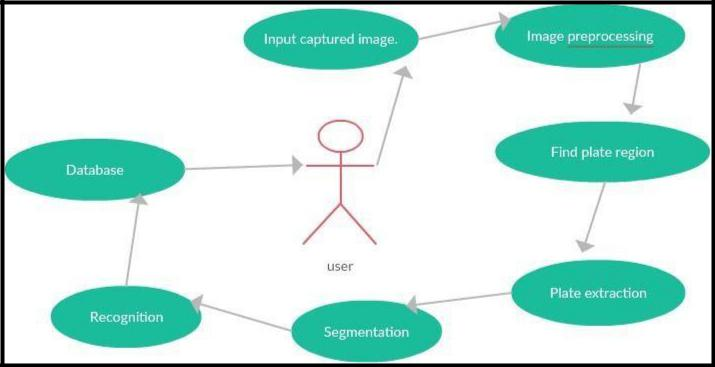 Input captured image.
Image preprocessing
Find plate region
Plate extraction
Segmentation
Recognition
Database
user